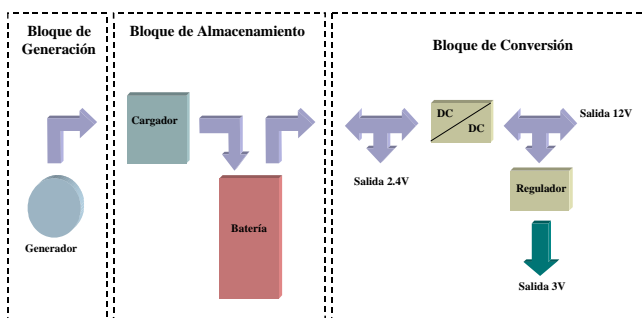 Bloque de
Generación
Generador
Bloque de Almacenamiento
Cargador
Batería
Bloque de Conversión
DC
DC
Salida 12V
Salida 2.4V
Regulador
Salida 3V